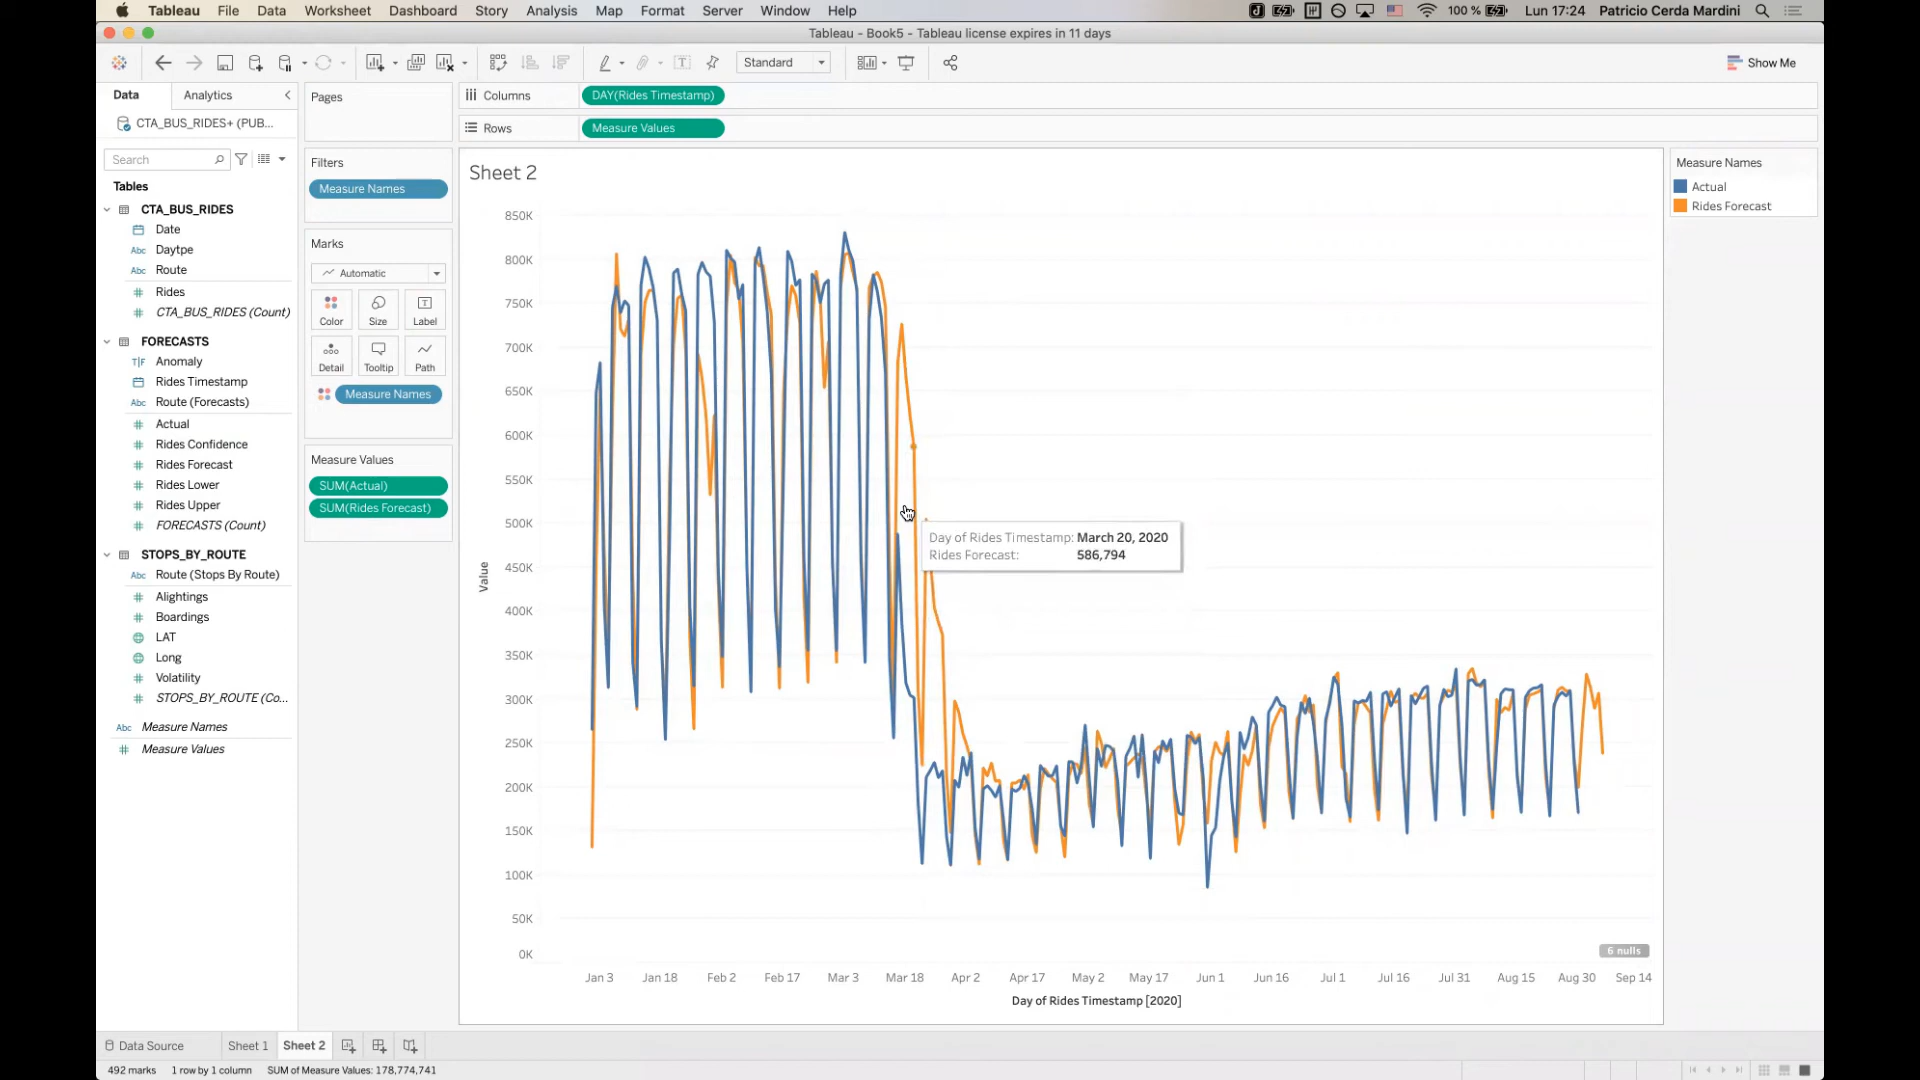 Tableau File Data Worksheet Dashboard Story Analysis Map Format Server Window Help 100 % Lun 17:24 Patricio Cerda Mardini
Tableau - Book5 - Tableau license expires in 11 days
Standard Show Me
Data Analytics
CTA_BUS_RIDES+ (PUB...
Search
Tables
CTA_BUS_RIDES
Date
Abc Daytpe
Abc Route
Rides
CTA_BUS_RIDES (Count)
FORECASTS
T|F Anomaly
Rides Timestamp
Abc Route (Forecasts)
Actual
Rides Confidence
Rides Forecast
Rides Lower
Rides Upper
FORECASTS (Count)
STOPS_BY_ROUTE
Abc Route (Stops By Route)
Alightings
Boardings
LAT
Long
Volatility
STOPS_BY_ROUTE (Co...
Abc Measure Names
Measure Values
Pages
Filters
Measure Names
Marks
Automatic
Color Size Label
Detail Tooltip Path
Measure Names
Measure Values
SUM(Actual)
SUM(Rides Forecast)
Columns DAY(Rides Timestamp)
Rows Measure Values
Sheet 2
850K
800K
750K
700K
650K
600K
550K
500K
450K
400K
350K
300K
250K
200K
150K
100K
50K
0K
Value
Day of Rides Timestamp: March 20, 2020
Rides Forecast: 586,794
6 nulls
Jan 3 Jan 18 Feb 2 Feb 17 Mar 3 Mar 18 Apr 2 Apr 17 May 2 May 17 Jun 1 Jun 16 Jul 1 Jul 16 Jul 31 Aug 15 Aug 30 Sep 14
Day of Rides Timestamp [2020]
Measure Names
Actual
Rides Forecast
Data Source Sheet 1 Sheet 2
492 marks 1 row by 1 column SUM of Measure Values: 178,774,741